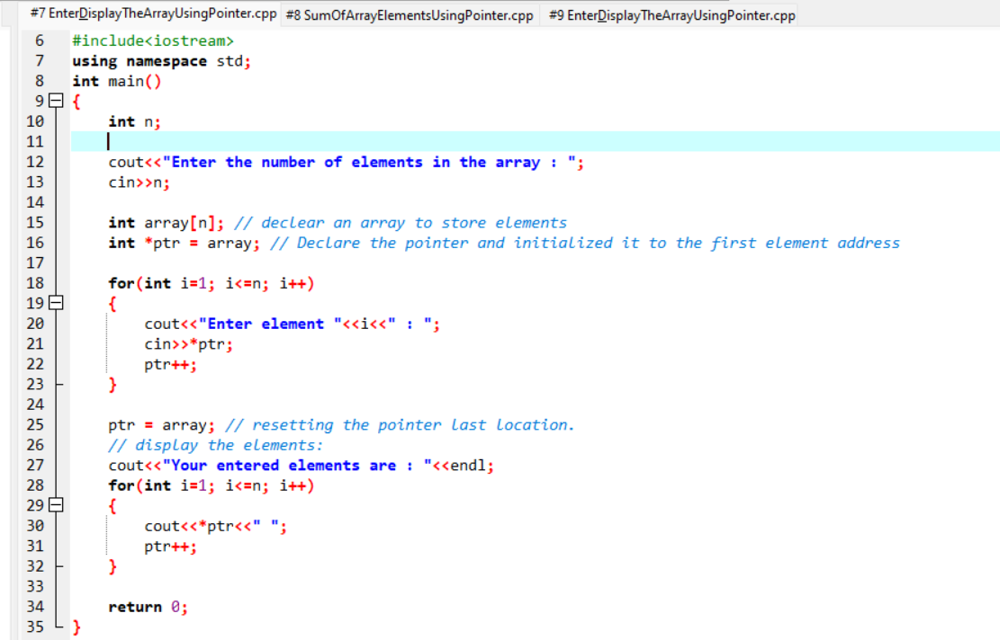 #7 EnterDisplayTheArrayUsingPointer.cpp #8 SumOfArrayElementsUsingPointer.cpp #9 EnterDisplayTheArrayUsingPointer.cpp
6 #include<iostream>
7 using namespace std;
8 int main()
9 {
10 int n;
11
12 cout<<"Enter the number of elements in the array : ";
13 cin>>n;
14
15 int array[n]; // declear an array to store elements
16 int *ptr = array; // Declare the pointer and initialized it to the first element address
17
18 for(int i=1; i<=n; i++)
19 {
20 cout<<"Enter element "<<i<<" : ";
21 cin>>*ptr;
22 ptr++;
23 }
24
25 ptr = array; // resetting the pointer last location.
26 // display the elements:
27 cout<<"Your entered elements are : "<<endl;
28 for(int i=1; i<=n; i++)
29 {
30 cout<<*ptr<<" ";
31 ptr++;
32 }
33
34 return 0;
35 }